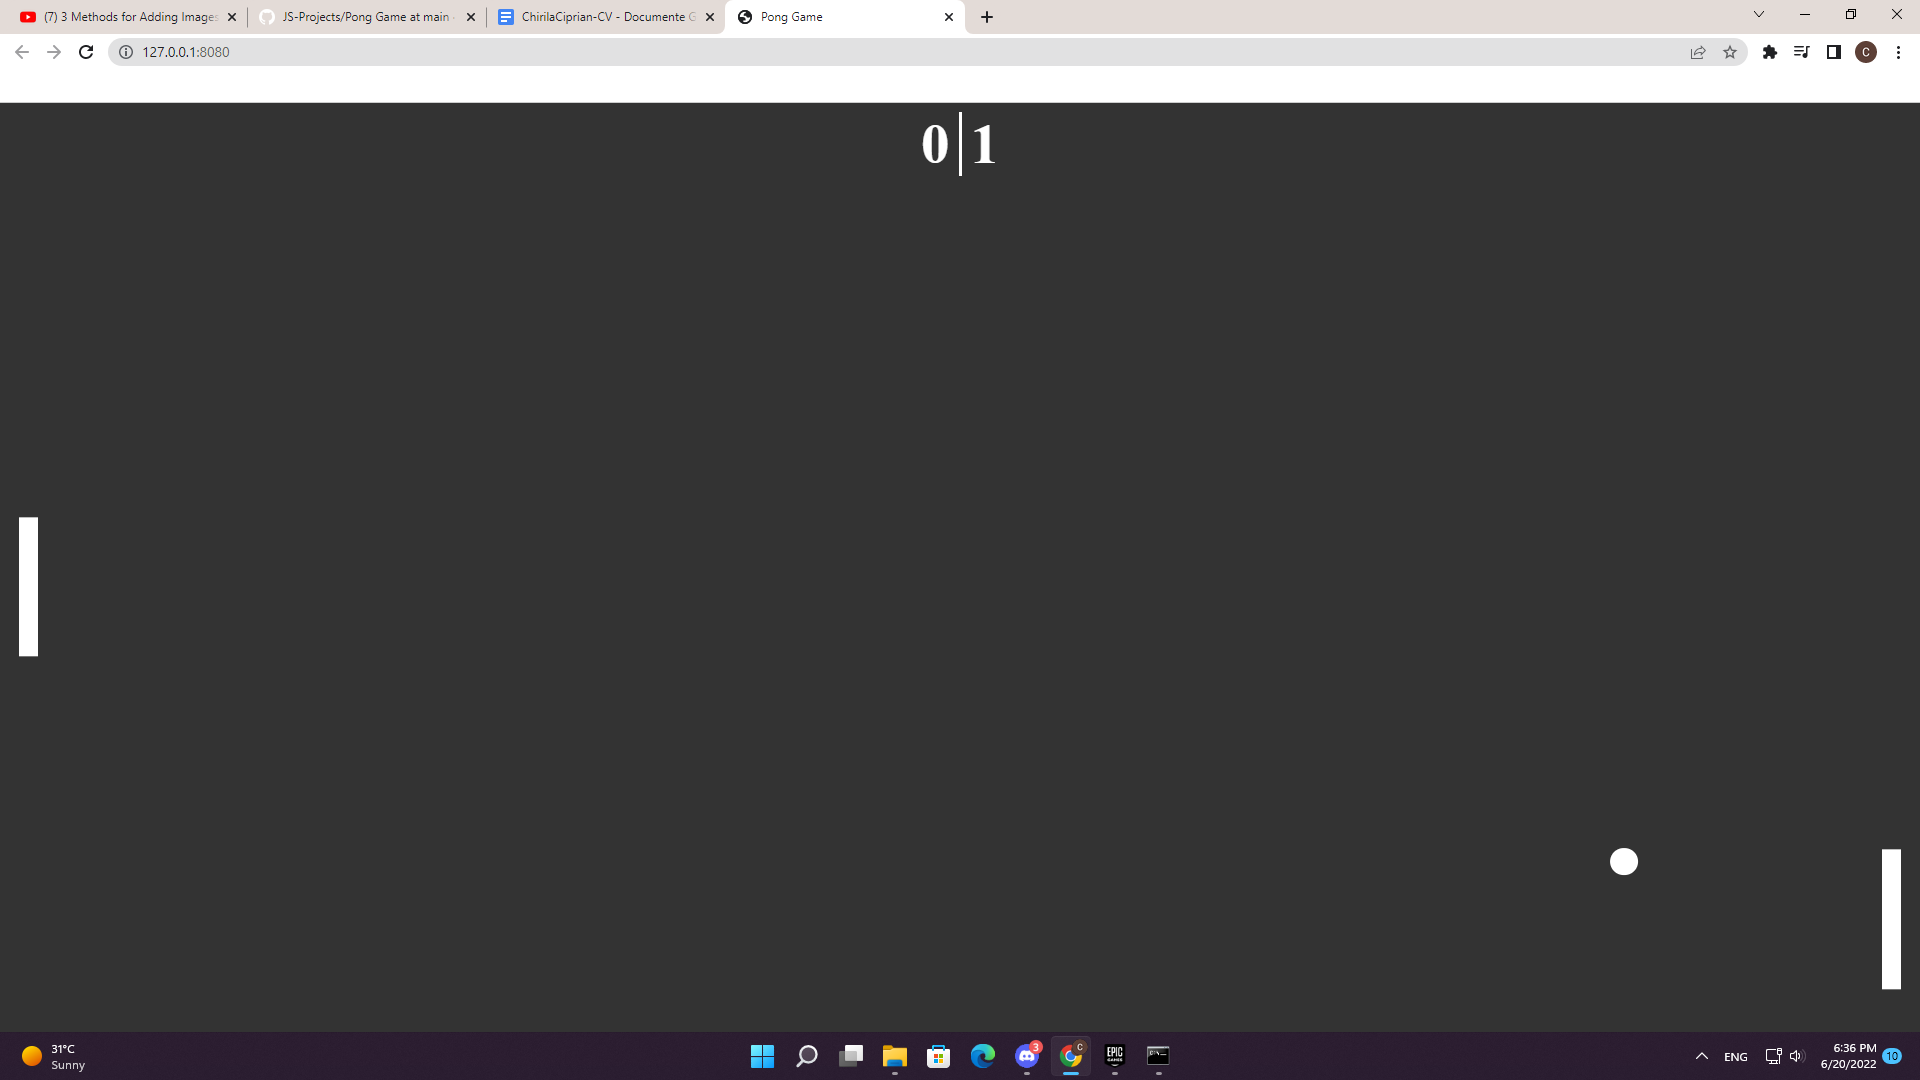 (7) 3 Methods for Adding Images
JS-Projects/Pong Game at main
ChirilaCiprian-CV - Documente G
Pong Game
127.0.0.1:8080
C
0 1
31°C
Sunny
3
C
EPIC
GAMES
ENG
6:36 PM
6/20/2022
10